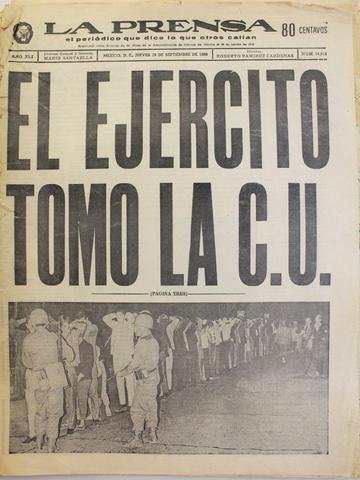 LA PRENSA
80 CENTAVOS
el periódico que dice lo que otros callan
AÑO XLI
MARIO SANTAELLA
MEXICO, D. F., JUEVES 19 DE SEPTIEMBRE DE 1968
Director:
ROBERTO RAMIREZ CARDENAS
EL EJERCITO
TOMO LA C.U.
(PAGINA TRES)